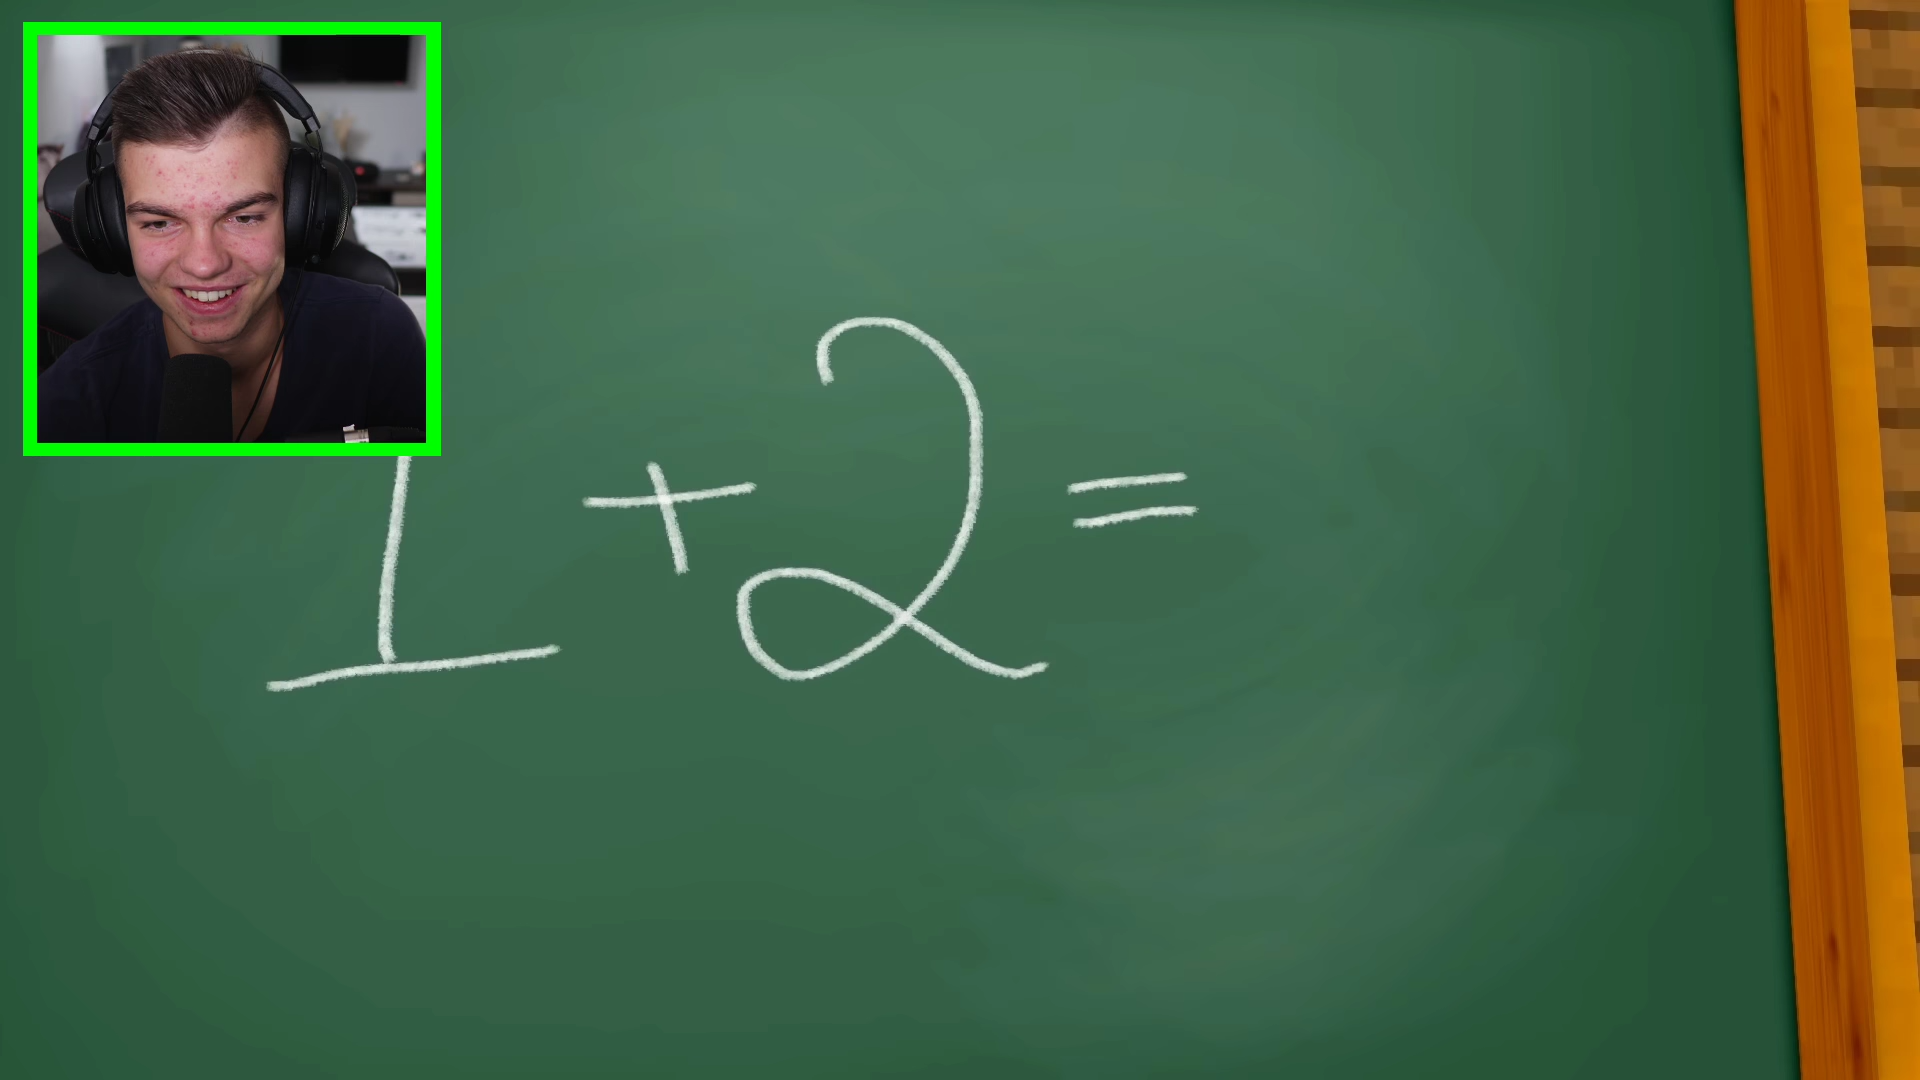 1 + 2 =